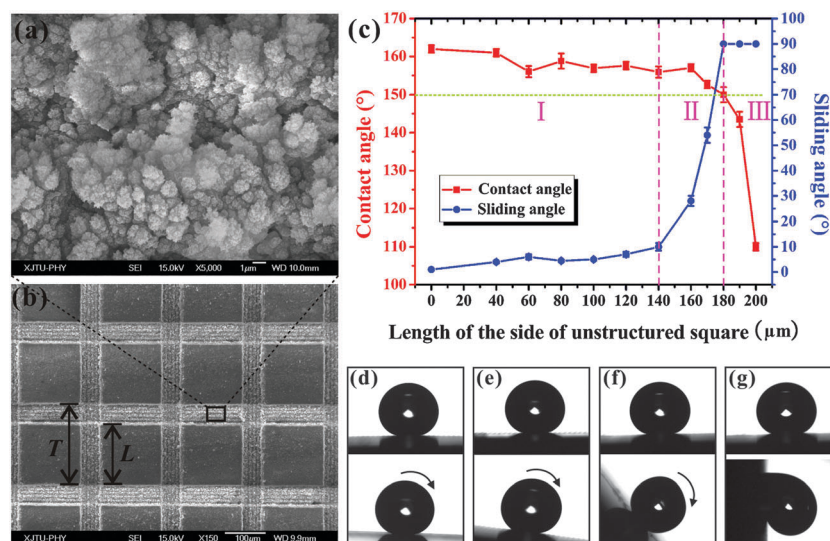 (a)
XJTU-PHY SEI 15.0kV X5,000 1μm WD 10.0mm
(b)
T
L
XJTU-PHY SEI 15.0kV X150 100μm WD 9.9mm
(c)
170
160
150
140
130
120
110
100
Contact angle (°)
90
80
70
60
50
40
30
20
10
0
Sliding angle (°)
I
II
III
Contact angle
Sliding angle
0 20 40 60 80 100 120 140 160 180 200
Length of the side of unstructured square (μm)
(d)
(e)
(f)
(g)